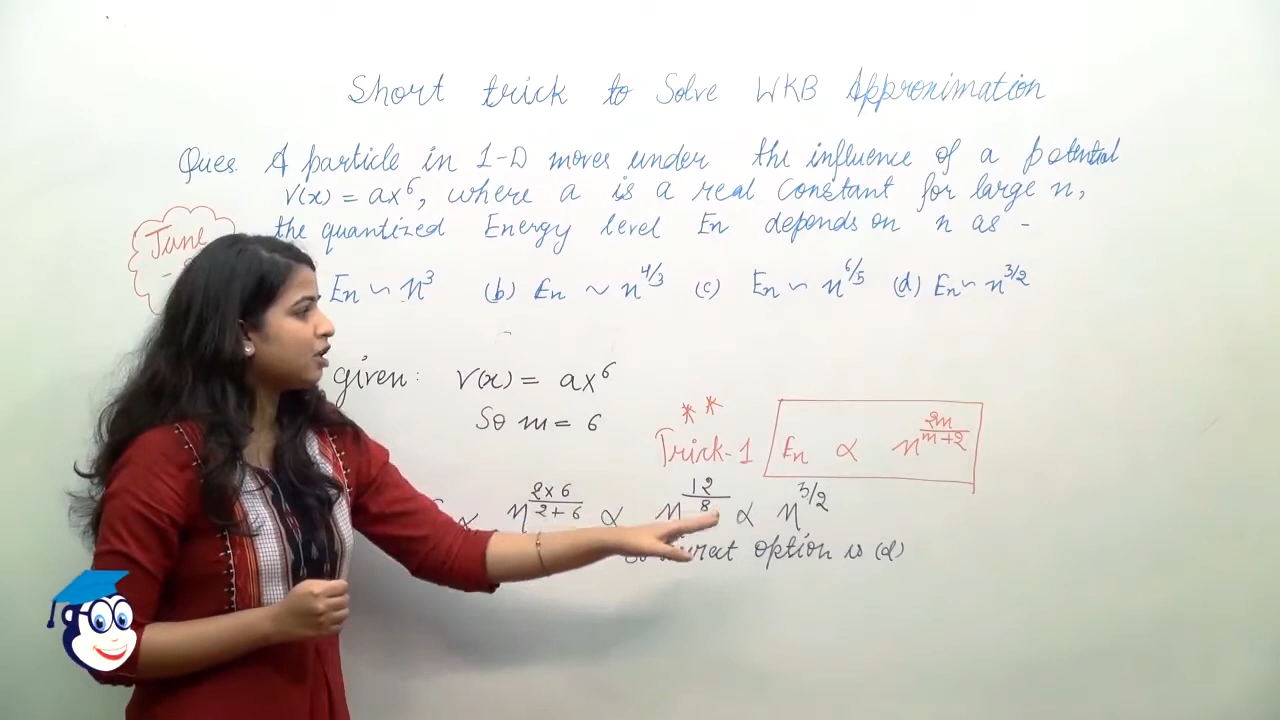 Short trick to Solve WKB Approximation
Ques. A particle in 1-D moves under the influence of a potential
V(x) = ax⁶, where a is a real constant for large n,
the quantized Energy level En depends on n as -
June
En ~ n³ (b) En ~ n^4/3 (c) En ~ n^6/5 (d) En ~ n^3/2
given: V(x) = ax⁶
So m = 6
** Trick-1 En ∝ n^2m/m+2
∝ n^2×6/2+6 ∝ n^12/8 ∝ n^3/2
option is (d)